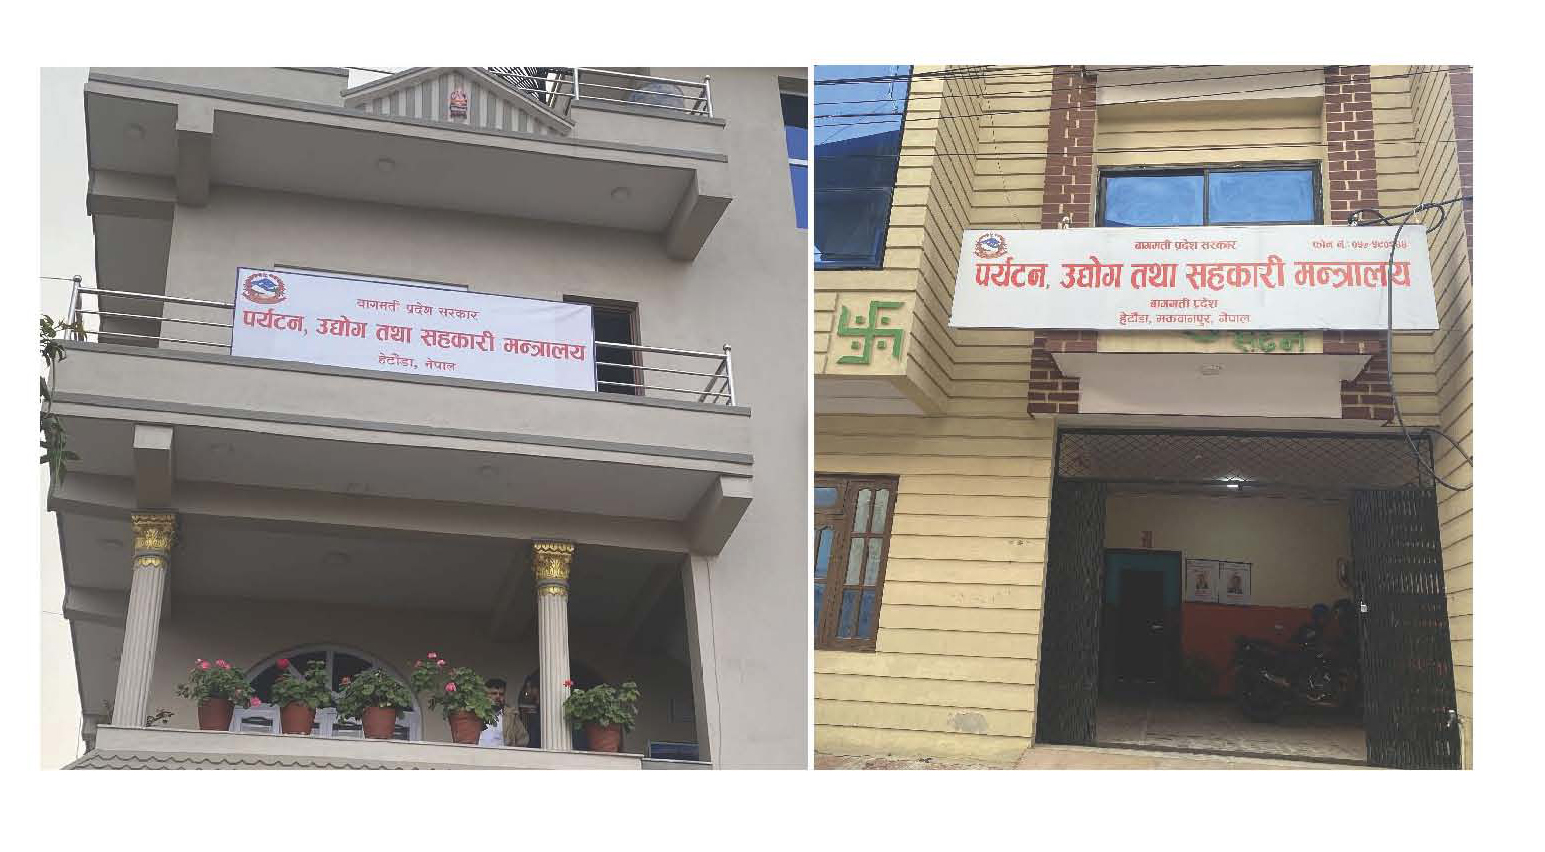 बागमती प्रदेश सरकार
पर्यटन, उद्योग तथा सहकारी मन्त्रालय
हेटौंडा, नेपाल
बागमती प्रदेश सरकार
फोन नं.:
पर्यटन, उद्योग तथा सहकारी मन्त्रालय
बागमती प्रदेश
हेटौंडा, मकवानपुर, नेपाल
सदन